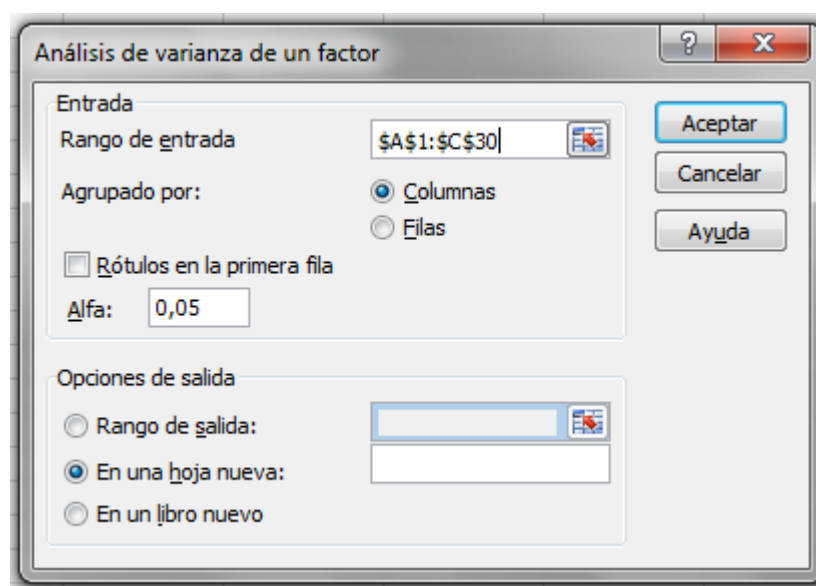 Análisis de varianza de un factor
Entrada
Rango de entrada $A$1:$C$30
Agrupado por: Columnas
Filas
Rótulos en la primera fila
Alfa: 0,05
Opciones de salida
Rango de salida:
En una hoja nueva:
En un libro nuevo
Aceptar
Cancelar
Ayuda